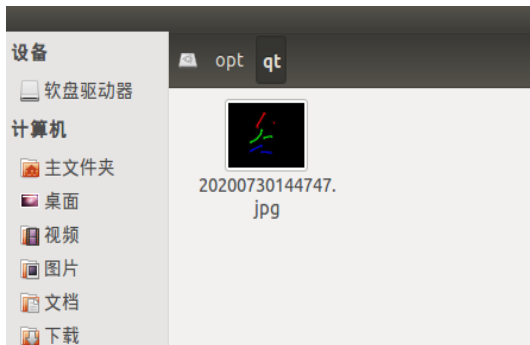 设备
软盘驱动器
计算机
主文件夹
桌面
视频
图片
文档
下载
opt qt
20200730144747.
jpg